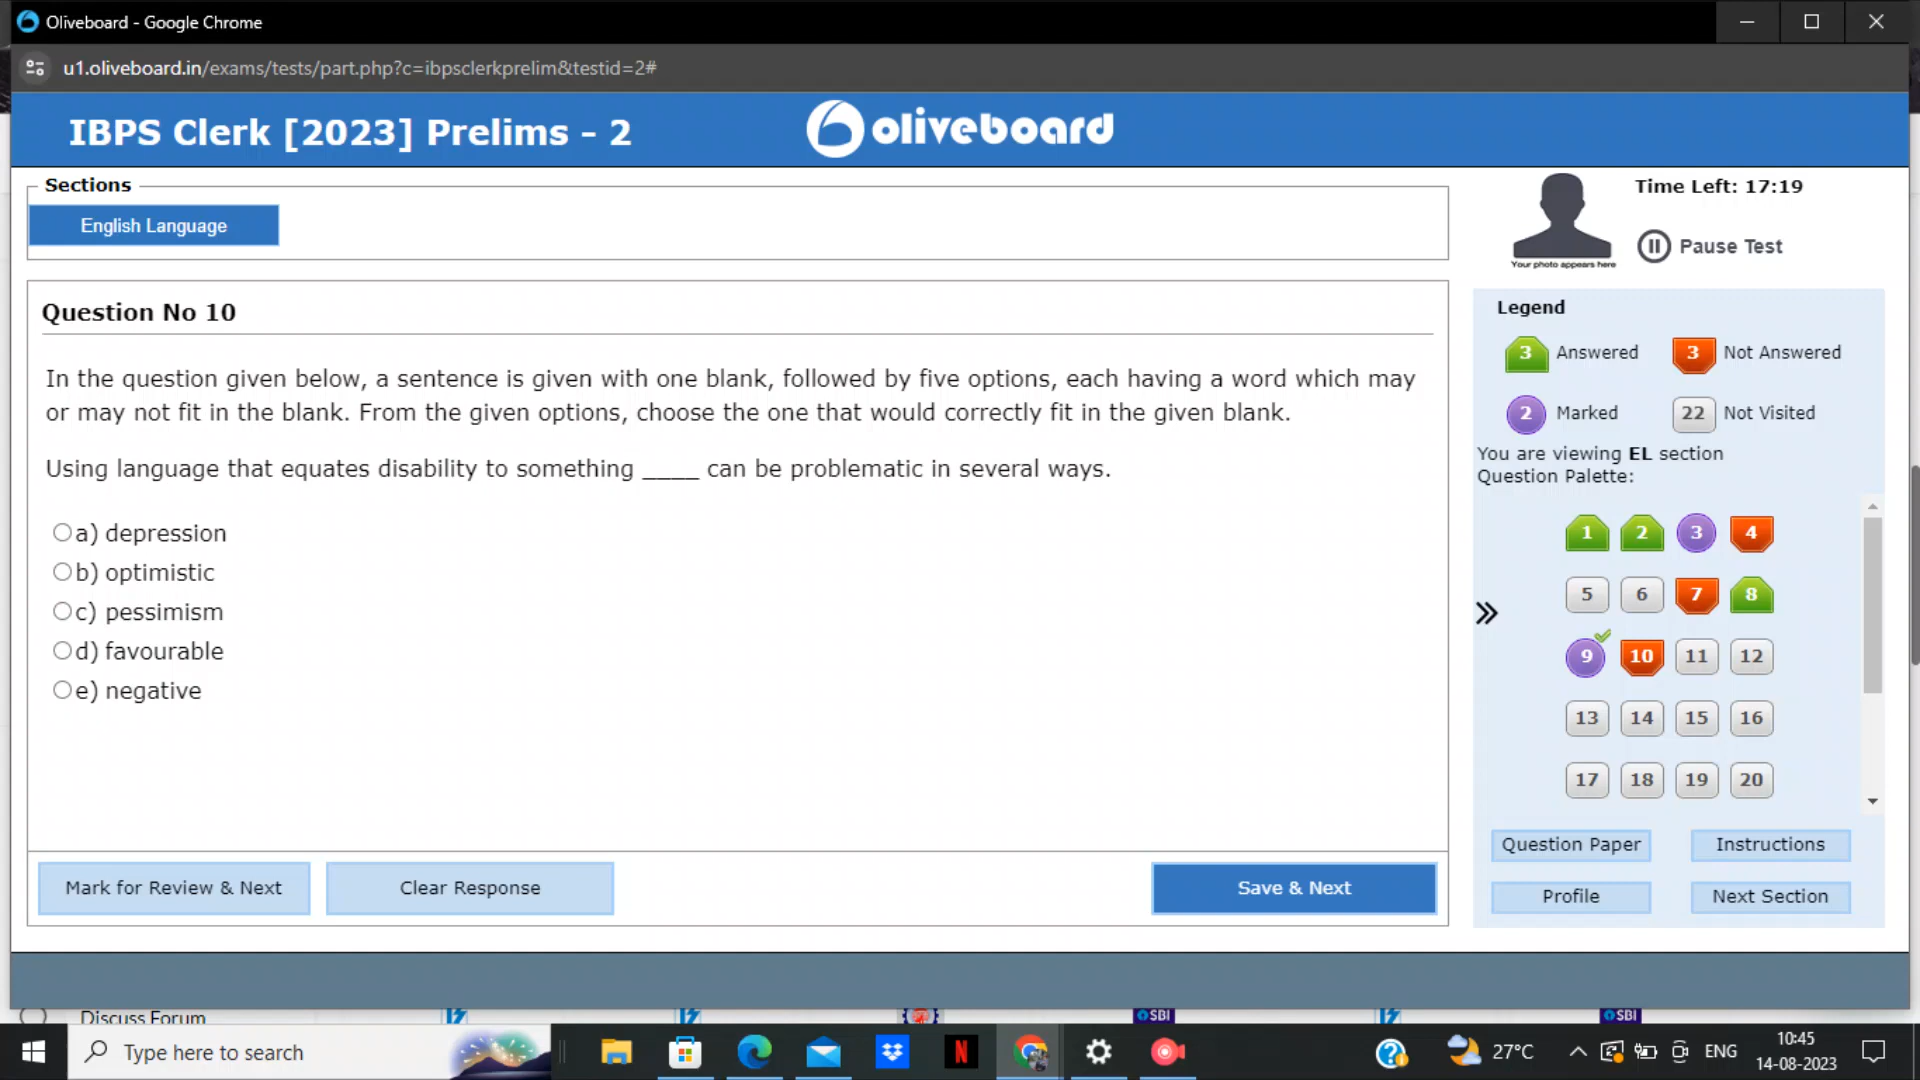 Oliveboard - Google Chrome
u1.oliveboard.in/exams/tests/part.php?c=ibpsclerkprelim&testid=2#
IBPS Clerk [2023] Prelims - 2
oliveboard
Sections
English Language
Time Left: 17:19
Pause Test
Your photo appears here
Question No 10
In the question given below, a sentence is given with one blank, followed by five options, each having a word which may
or may not fit in the blank. From the given options, choose the one that would correctly fit in the given blank.
Using language that equates disability to something ____ can be problematic in several ways.
a) depression
b) optimistic
c) pessimism
d) favourable
e) negative
Mark for Review & Next
Clear Response
Save & Next
Legend
3 Answered
3 Not Answered
2 Marked
22 Not Visited
You are viewing EL section
Question Palette:
1 2 3 4
5 6 7 8
9 10 11 12
13 14 15 16
17 18 19 20
Question Paper
Instructions
Profile
Next Section
Discuss Forum
SBI
SBI
Type here to search
N
27°C
ENG
10:45
14-08-2023